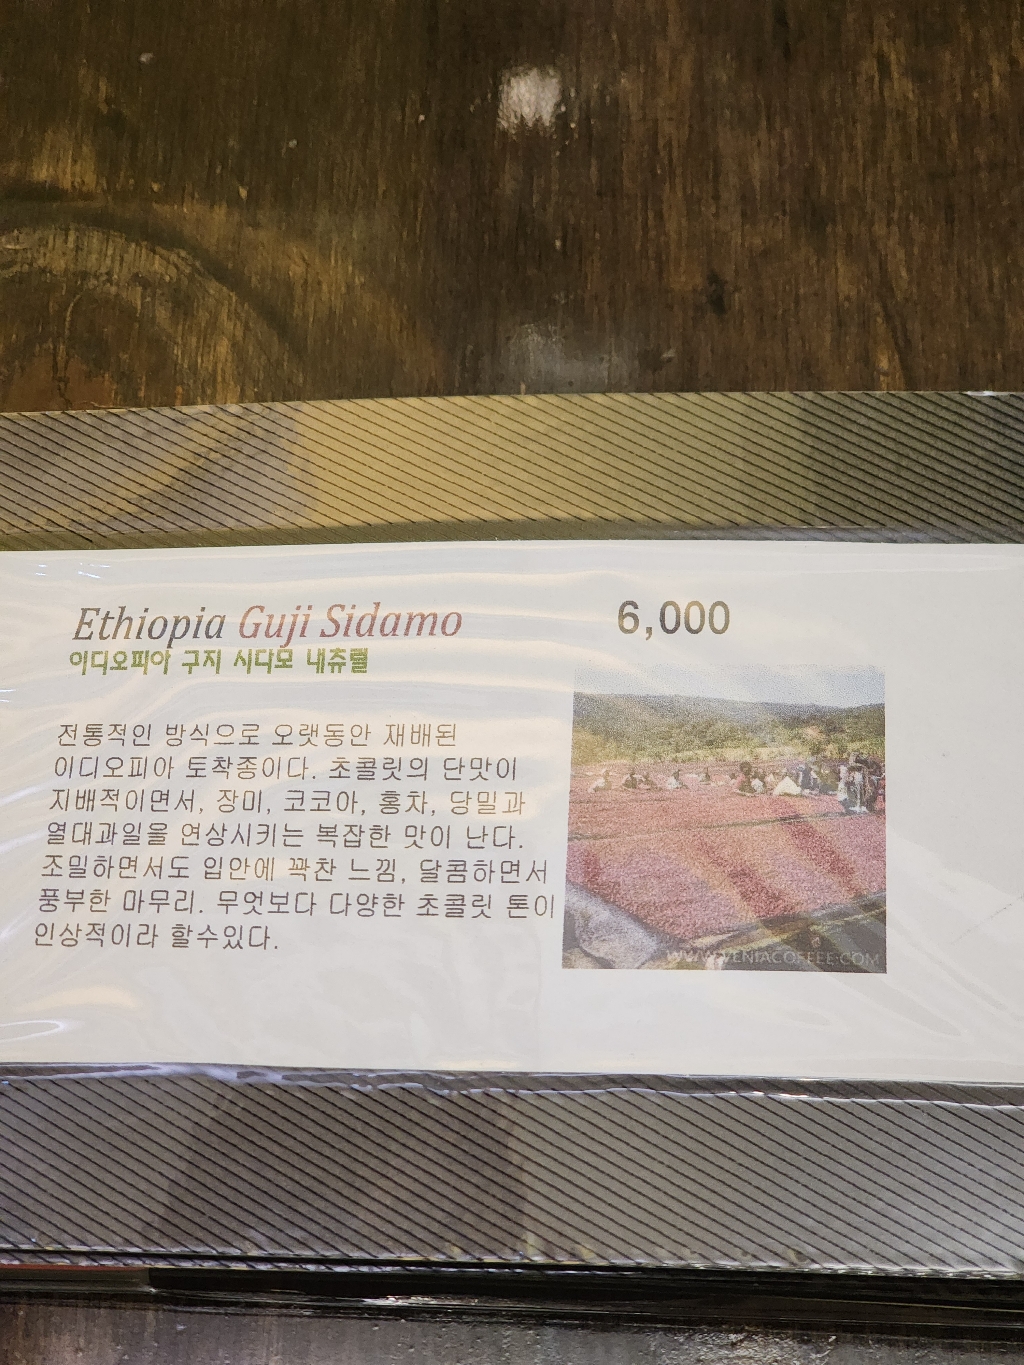 Ethiopia Guji Sidamo 6,000
이디오피아 구지 시다모 내츄럴
전통적인 방식으로 오랫동안 재배된
이디오피아 토착종이다. 초콜릿의 단맛이
지배적이면서, 장미, 코코아, 홍차, 당밀과
열대과일을 연상시키는 복잡한 맛이 난다.
조밀하면서도 입안에 꽉찬 느낌, 달콤하면서
풍부한 마무리. 무엇보다 다양한 초콜릿 톤이
인상적이라 할수있다.